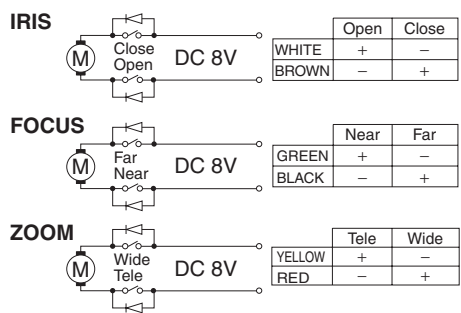 IRIS
Open Close
Close
WHITE + −
M
Open
DC 8V
BROWN − +
FOCUS
Near Far
Far
GREEN + −
M
Near
DC 8V
BLACK − +
ZOOM
Tele Wide
Wide
YELLOW + −
M
Tele
DC 8V
RED − +